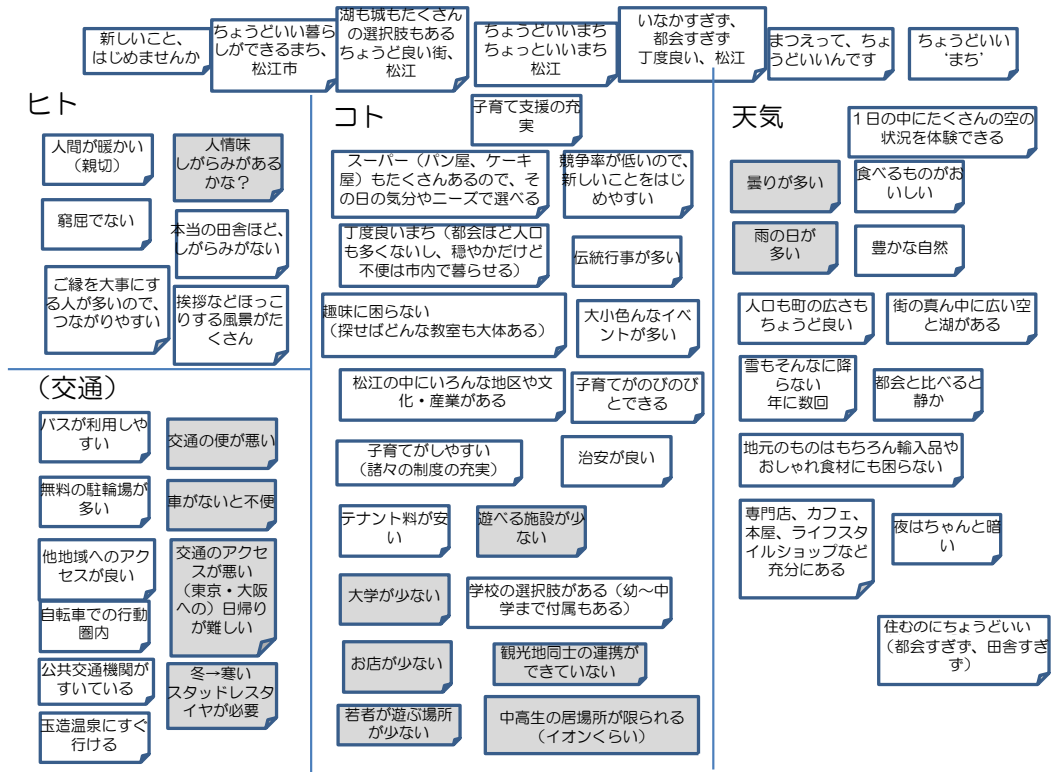 新しいこと、
はじめませんか
ちょうどいい暮ら
しができるまち、
松江市
湖も城もたくさん
の選択肢もある
ちょうど良い街、
松江
ちょうどいいまち
ちょっといいまち
松江
いなかすぎず、
都会すぎず
丁度良い、松江
まつえって、ちょ
うどいいんです
ちょうどいい
‘まち’
ヒト
人間が暖かい
（親切）
人情味
しがらみがある
かな？
窮屈でない
本当の田舎ほど、
しがらみがない
ご縁を大事にす
る人が多いので、
つながりやすい
挨拶などほっこ
りする風景がた
くさん
（交通）
バスが利用しや
すい
交通の便が悪い
無料の駐輪場が
多い
車がないと不便
他地域へのアク
セスが良い
交通のアクセ
スが悪い
（東京・大阪
への）日帰り
が難しい
自転車での行動
圏内
公共交通機関が
すいている
冬→寒い
スタッドレスタ
イヤが必要
玉造温泉にすぐ
行ける
コト
子育て支援の充
実
スーパー（パン屋、ケーキ
屋）もたくさんあるので、そ
の日の気分やニーズで選べる
競争率が低いので、
新しいことをはじ
めやすい
丁度良いまち（都会ほど人口
も多くないし、穏やかだけど
不便は市内で暮らせる）
伝統行事が多い
趣味に困らない
（探せばどんな教室も大体ある）
大小色んなイベ
ントが多い
松江の中にいろんな地区や文
化・産業がある
子育てがのびのび
とできる
子育てがしやすい
（諸々の制度の充実）
治安が良い
テナント料が安
い
遊べる施設が少
ない
大学が少ない
学校の選択肢がある（幼～中
学まで付属もある）
お店が少ない
観光地同士の連携が
できていない
若者が遊ぶ場所
が少ない
中高生の居場所が限られる
（イオンくらい）
天気
１日の中にたくさんの空の
状況を体験できる
曇りが多い
食べるものがお
いしい
雨の日が
多い
豊かな自然
人口も町の広さも
ちょうど良い
街の真ん中に広い空
と湖がある
雪もそんなに降
らない
年に数回
都会と比べると
静か
地元のものはもちろん輸入品や
おしゃれ食材にも困らない
専門店、カフェ、
本屋、ライフスタ
イルショップなど
充分にある
夜はちゃんと暗
い
住むのにちょうどいい
（都会すぎず、田舎すぎ
ず）